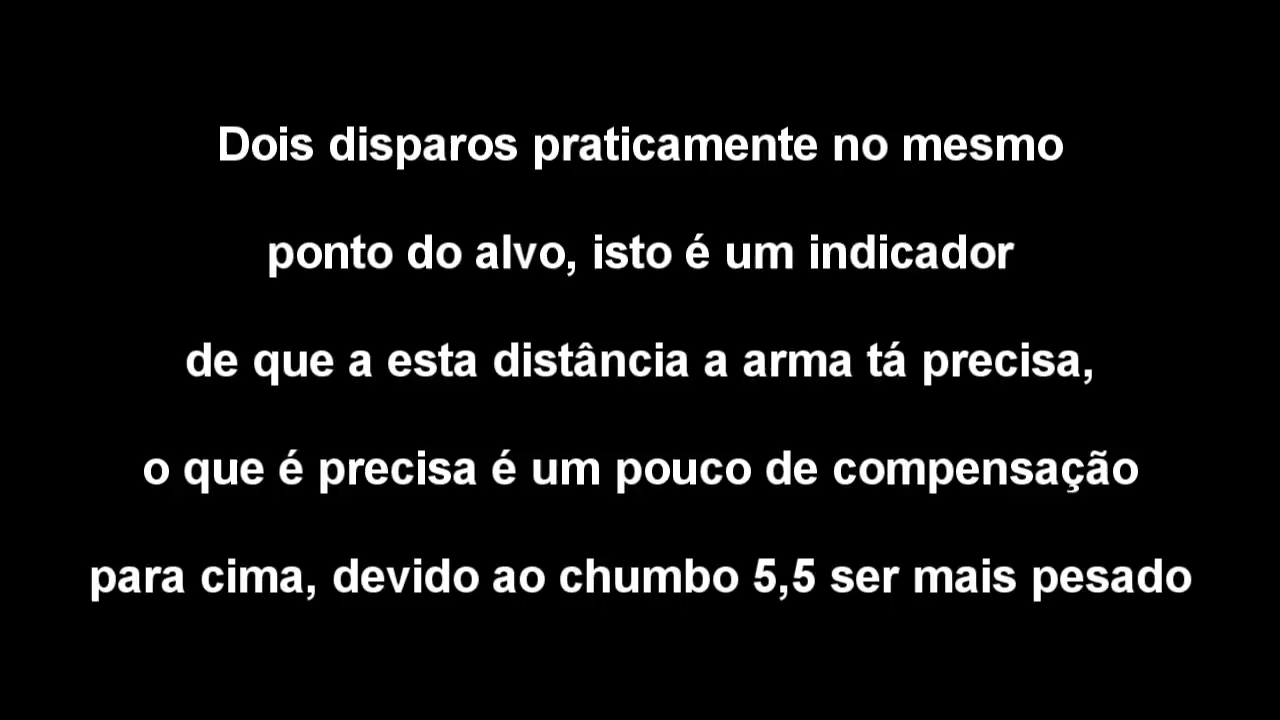 Dois disparos praticamente no mesmo
ponto do alvo, isto é um indicador
de que a esta distância a arma tá precisa,
o que é precisa é um pouco de compensação
para cima, devido ao chumbo 5,5 ser mais pesado